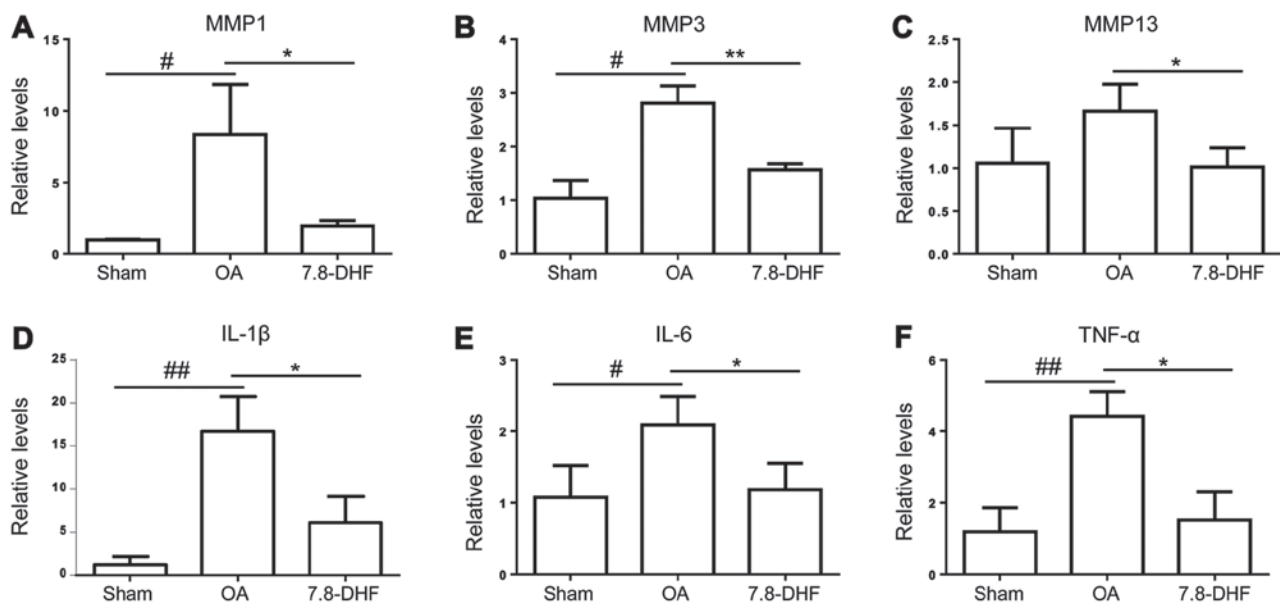 A
MMP1
Relative levels
15
10
5
0
#
*
Sham OA 7.8-DHF
B
MMP3
Relative levels
4
3
2
1
0
#
**
Sham OA 7.8-DHF
C
MMP13
Relative levels
2.5
2.0
1.5
1.0
0.5
0.0
*
Sham OA 7.8-DHF
D
IL-1β
Relative levels
25
20
15
10
5
0
##
*
Sham OA 7.8-DHF
E
IL-6
Relative levels
3
2
1
0
#
*
Sham OA 7.8-DHF
F
TNF-α
Relative levels
6
4
2
0
##
*
Sham OA 7.8-DHF